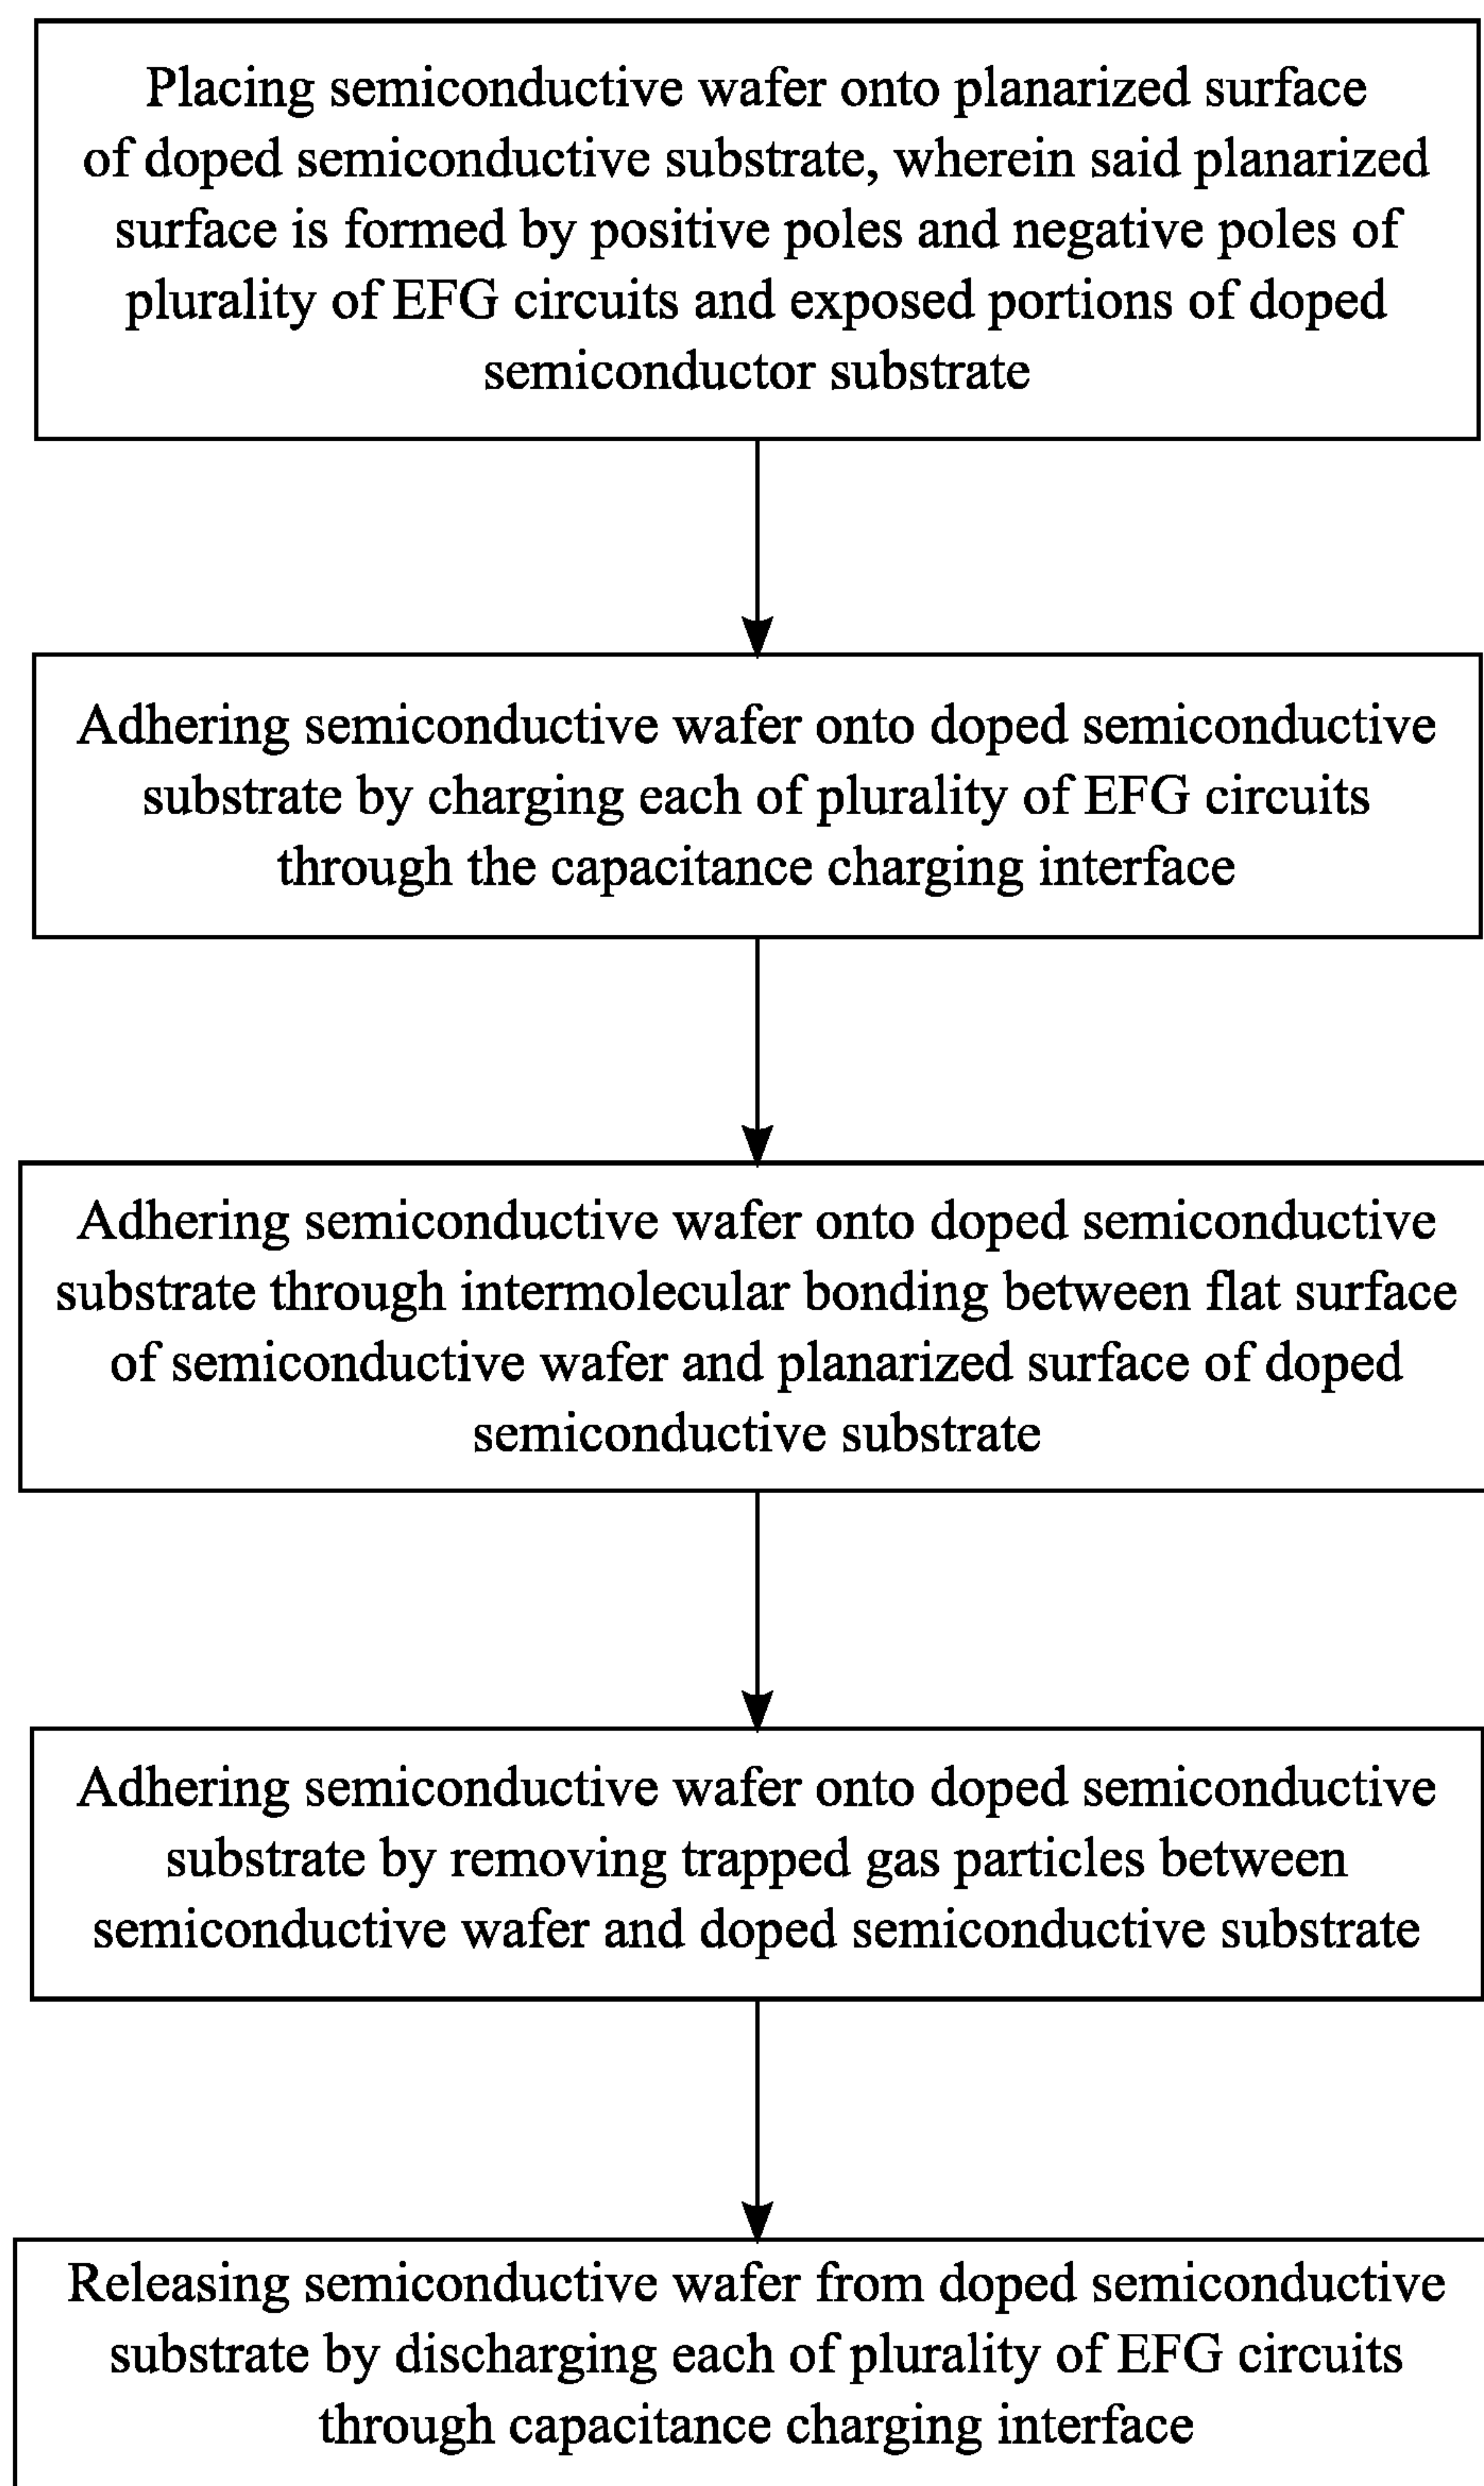 Placing semiconductive wafer onto planarized surface
of doped semiconductive substrate, wherein said planarized
surface is formed by positive poles and negative poles of
plurality of EFG circuits and exposed portions of doped
semiconductor substrate
Adhering semiconductive wafer onto doped semiconductive
substrate by charging each of plurality of EFG circuits
through the capacitance charging interface
Adhering semiconductive wafer onto doped semiconductive
substrate through intermolecular bonding between flat surface
of semiconductive wafer and planarized surface of doped
semiconductive substrate
Adhering semiconductive wafer onto doped semiconductive
substrate by removing trapped gas particles between
semiconductive wafer and doped semiconductive substrate
Releasing semiconductive wafer from doped semiconductive
substrate by discharging each of plurality of EFG circuits
through capacitance charging interface